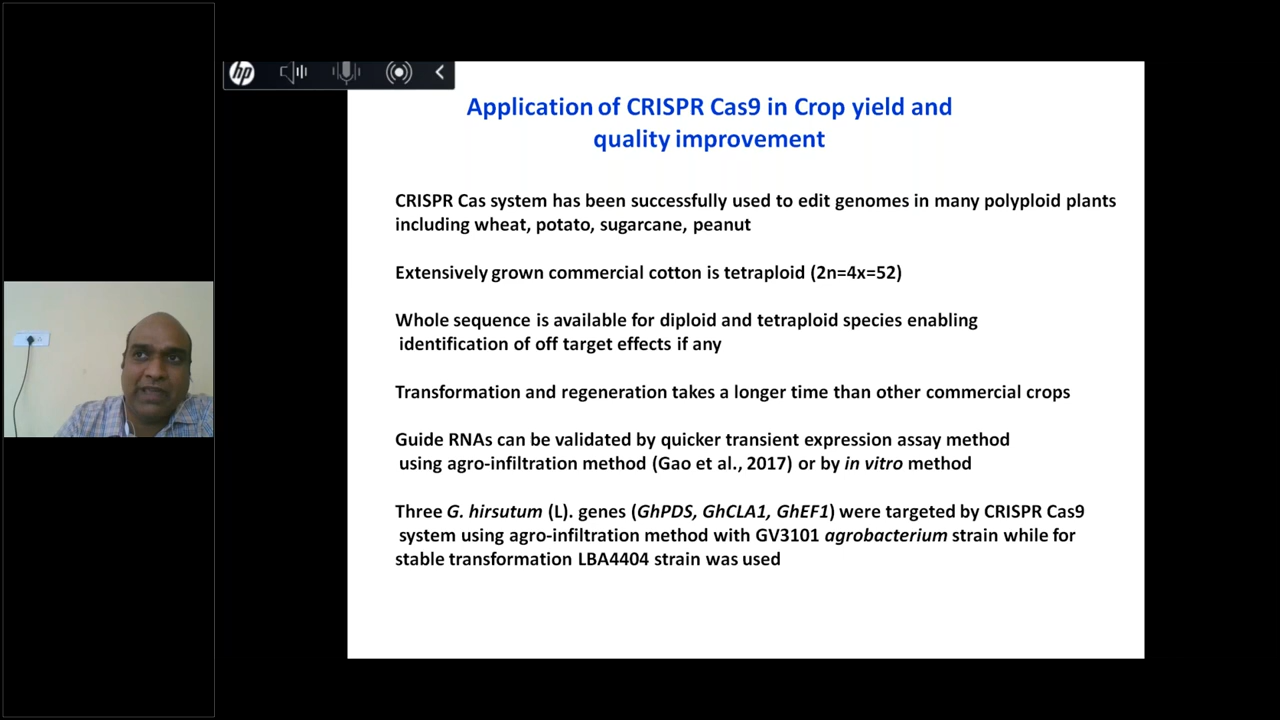 hp
Application of CRISPR Cas9 in Crop yield and
quality improvement
CRISPR Cas system has been successfully used to edit genomes in many polyploid plants
including wheat, potato, sugarcane, peanut
Extensively grown commercial cotton is tetraploid (2n=4x=52)
Whole sequence is available for diploid and tetraploid species enabling
identification of off target effects if any
Transformation and regeneration takes a longer time than other commercial crops
Guide RNAs can be validated by quicker transient expression assay method
using agro-infiltration method (Gao et al., 2017) or by in vitro method
Three G. hirsutum (L). genes (GhPDS, GhCLA1, GhEF1) were targeted by CRISPR Cas9
system using agro-infiltration method with GV3101 agrobacterium strain while for
stable transformation LBA4404 strain was used